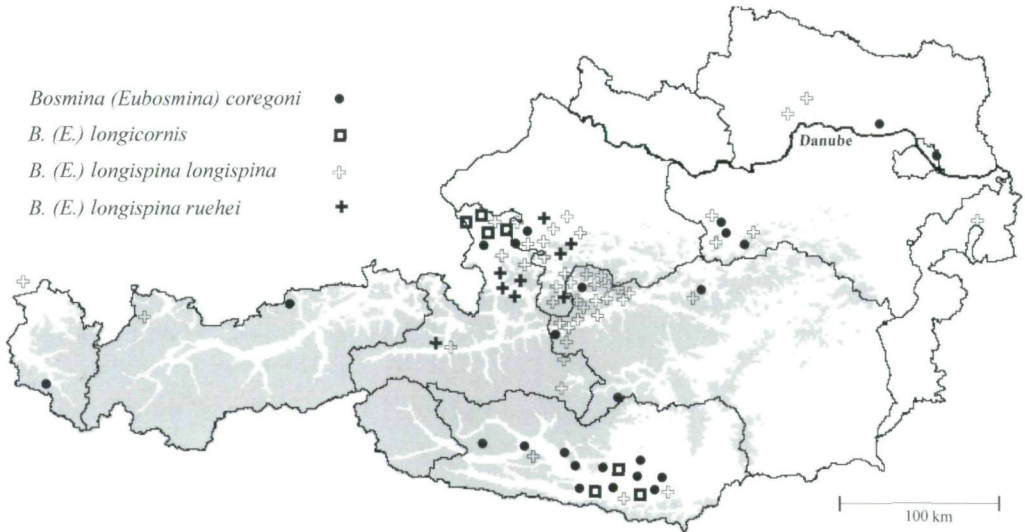 Bosmina (Eubosmina) coregoni
B. (E.) longicornis
B. (E.) longispina longispina
B. (E.) longispina ruehei
Danube
100 km